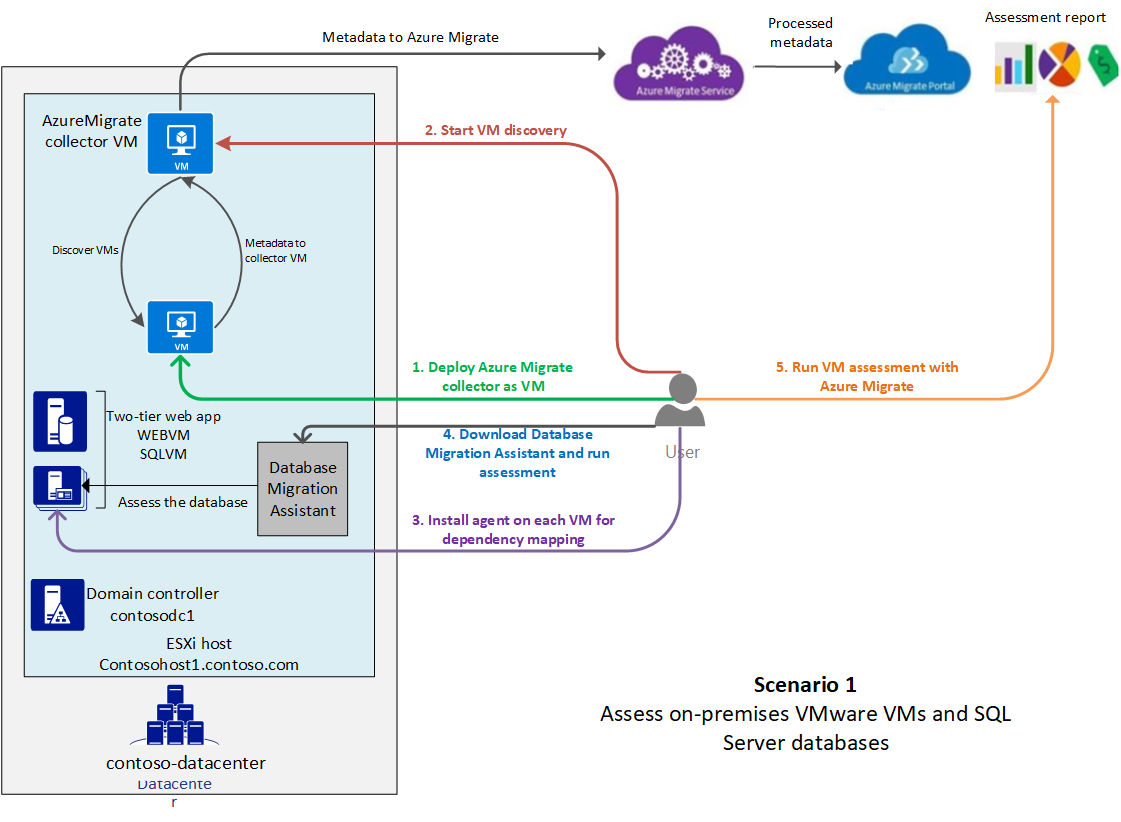 Metadata to Azure Migrate
Processed
metadata
Assessment report
Azure Migrate Service
Azure Migrate Portal
AzureMigrate
collector VM
VM
2. Start VM discovery
Discover VMs
Metadata to
collector VM
VM
1. Deploy Azure Migrate
collector as VM
5. Run VM assessment with
Azure Migrate
Two-tier web app
WEBVM
SQLVM
4. Download Database
Migration Assistant and run
assessment
User
Database
Migration
Assistant
Assess the database
3. Install agent on each VM for
dependency mapping
Domain controller
contosodc1
ESXi host
Contosohost1.contoso.com
Scenario 1
Assess on-premises VMware VMs and SQL
Server databases
contoso-datacenter
Datacente
r